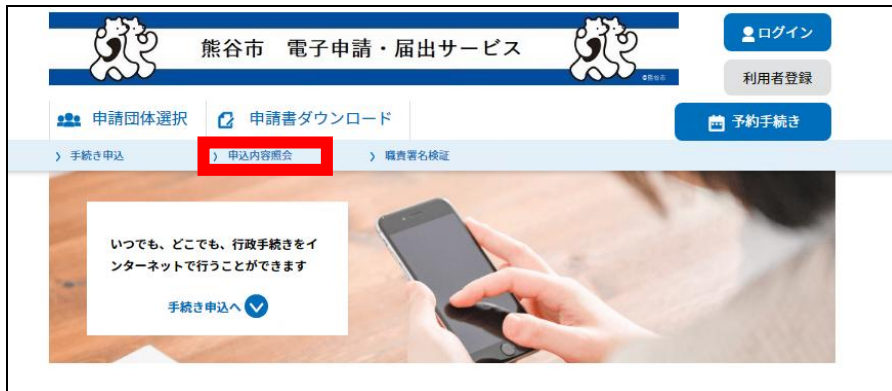 熊谷市 電子申請・届出サービス
©熊谷市
ログイン
利用者登録
申請団体選択
申請書ダウンロード
予約手続き
手続き申込
申込内容照会
職責署名検証
いつでも、どこでも、行政手続きをイ
ンターネットで行うことができます
手続き申込へ